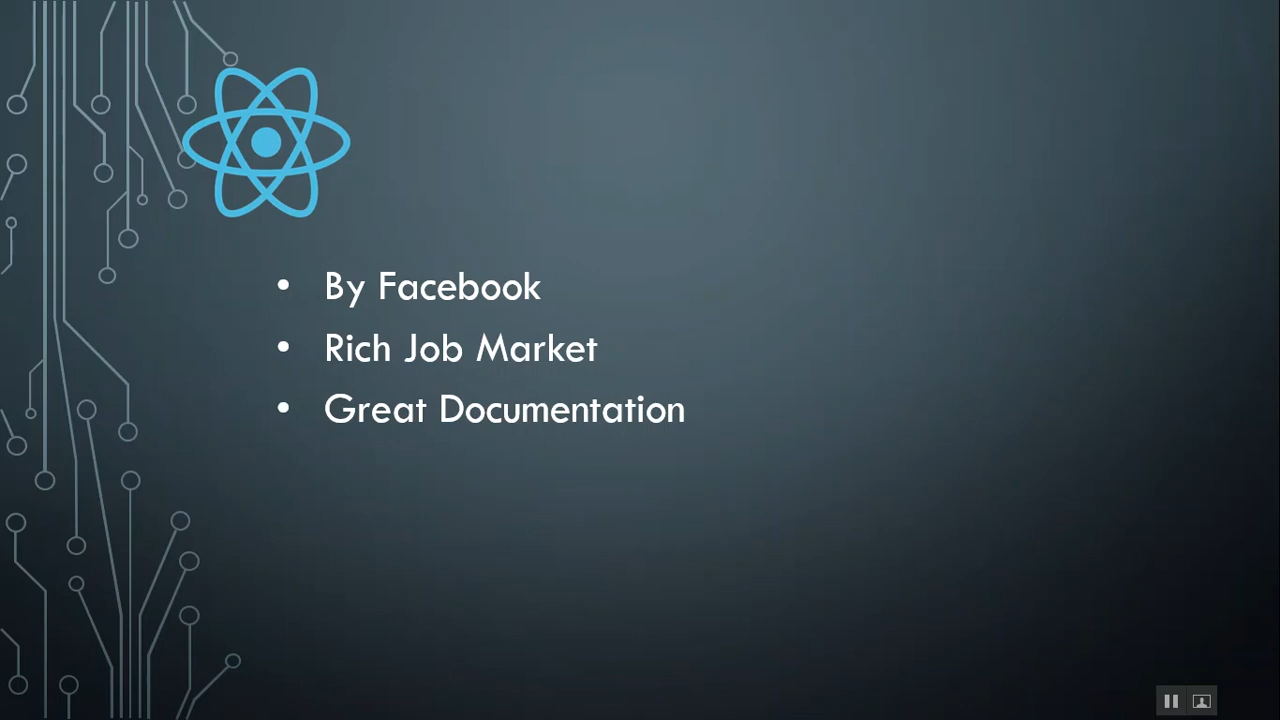 • By Facebook
• Rich Job Market
• Great Documentation